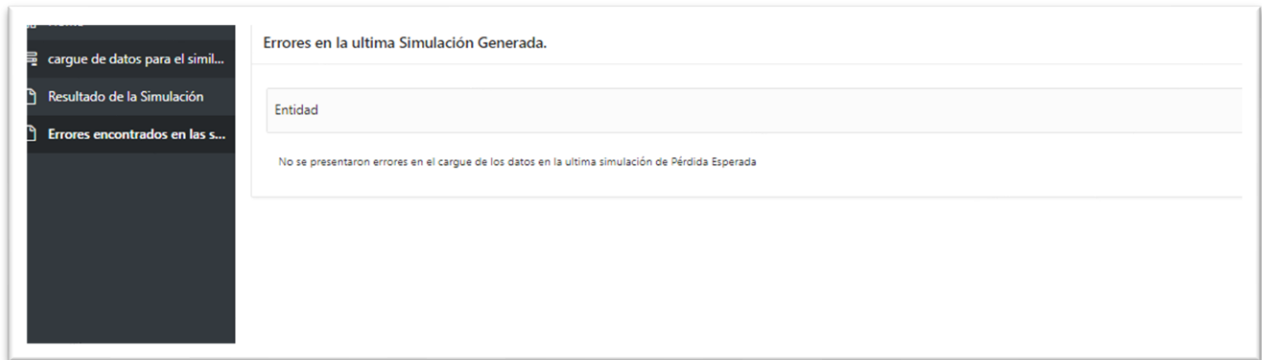 cargue de datos para el simil...
Resultado de la Simulación
Errores encontrados en las s...
Errores en la ultima Simulación Generada.
Entidad
No se presentaron errores en el cargue de los datos en la ultima simulación de Pérdida Esperada